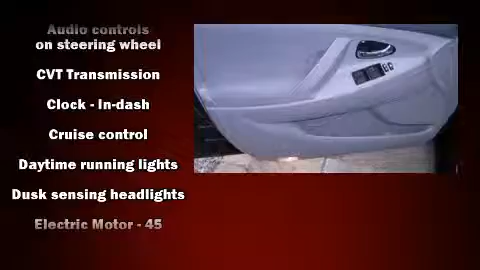 Audio controls
on steering wheel
CVT Transmission
Clock - In-dash
Cruise control
Daytime running lights
Dusk sensing headlights
Electric Motor - 45